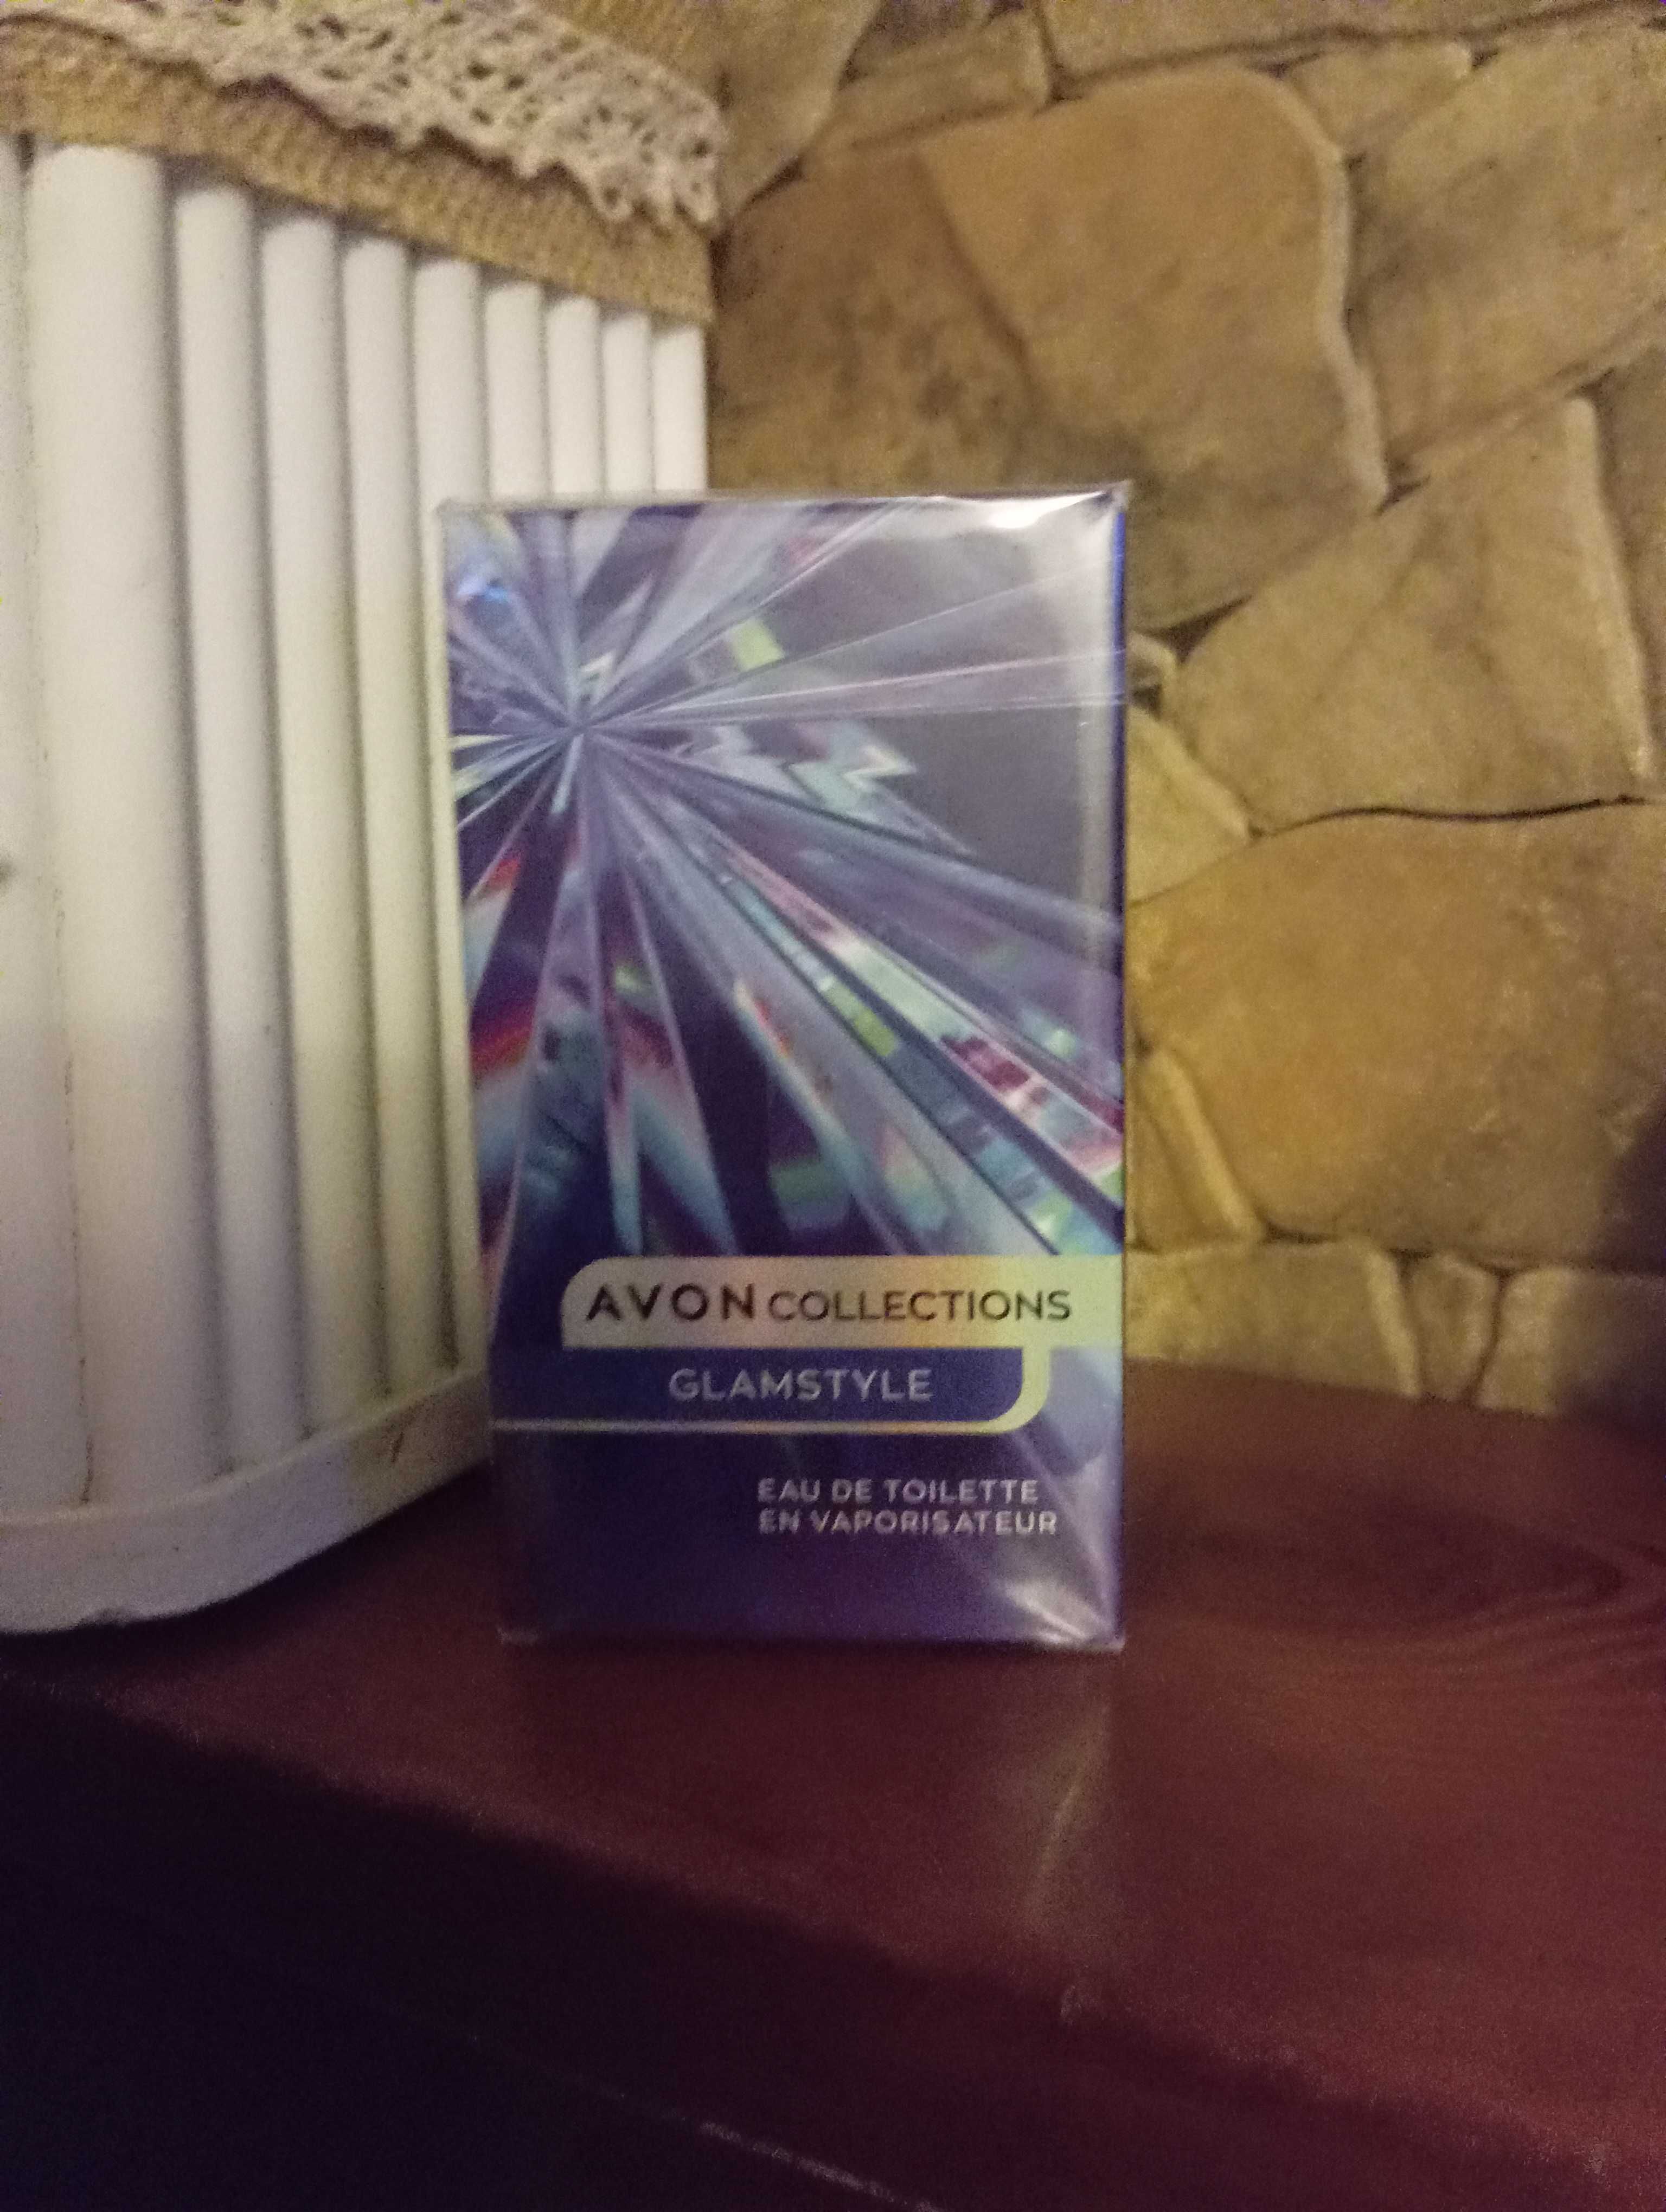 AVON COLLECTIONS
GLAMSTYLE
EAU DE TOILETTE
EN VAPORISATEUR